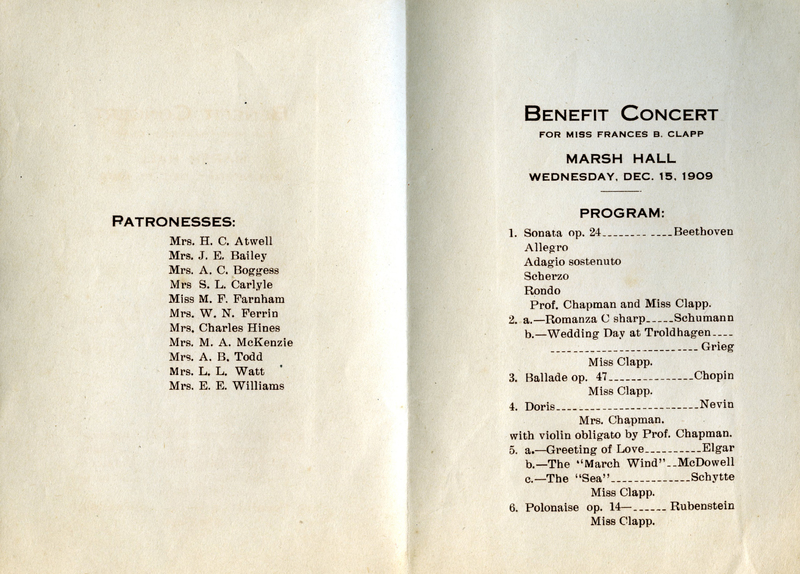 PATRONESSES:
Mrs. H. C. Atwell
Mrs. J. E. Bailey
Mrs. A. C. Boggess
Mrs S. L. Carlyle
Miss M. F. Farnham
Mrs. W. N. Ferrin
Mrs. Charles Hines
Mrs. M. A. McKenzie
Mrs. A. B. Todd
Mrs. L. L. Watt
Mrs. E. E. Williams
BENEFIT CONCERT
FOR MISS FRANCES B. CLAPP
MARSH HALL
WEDNESDAY, DEC. 15, 1909
PROGRAM:
1. Sonata op. 24-------- ----Beethoven
Allegro
Adagio sostenuto
Scherzo
Rondo
Prof. Chapman and Miss Clapp.
2. a.—Romanza C sharp-----Schumann
b.—Wedding Day at Troldhagen----
------------------------ Grieg
Miss Clapp.
3. Ballade op. 47--------------Chopin
Miss Clapp.
4. Doris------------------------Nevin
Mrs. Chapman.
with violin obligato by Prof. Chapman.
5. a.—Greeting of Love----------Elgar
b.—The "March Wind"--McDowell
c.—The "Sea"-------------Schytte
Miss Clapp.
6. Polonaise op. 14—------ Rubenstein
Miss Clapp.